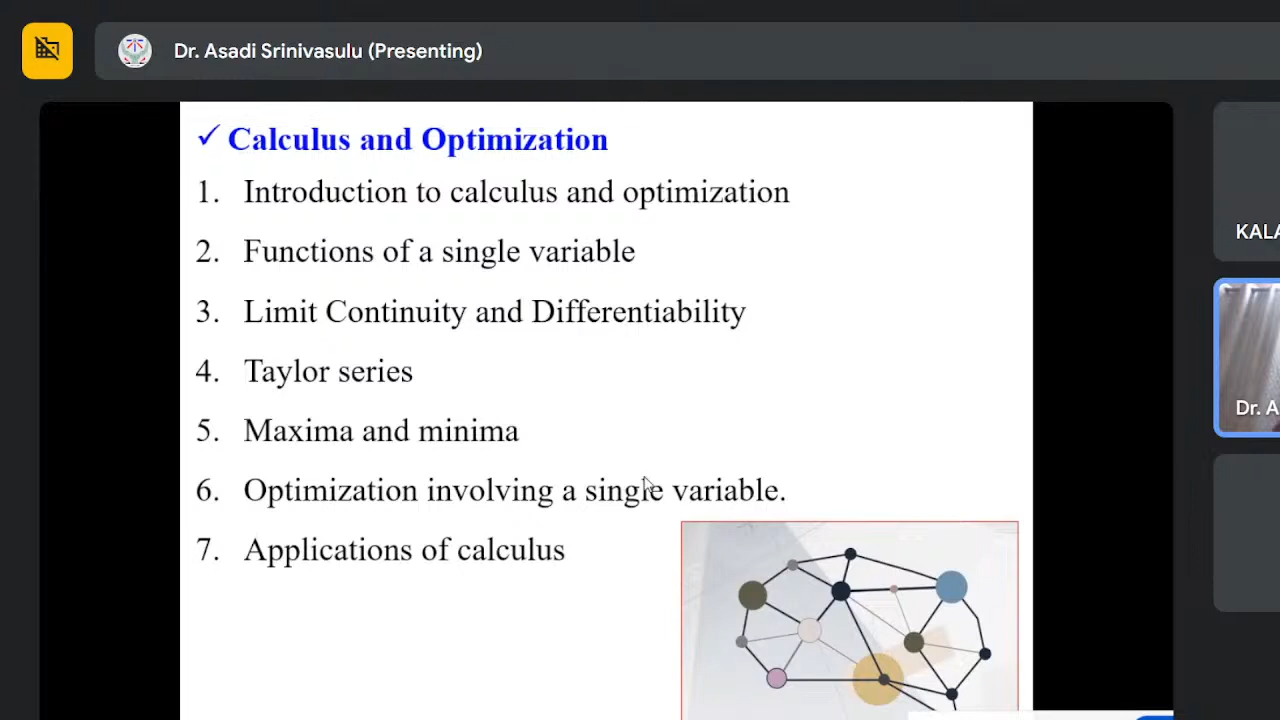 Dr. Asadi Srinivasulu (Presenting)
✓ Calculus and Optimization
1. Introduction to calculus and optimization
2. Functions of a single variable
3. Limit Continuity and Differentiability
4. Taylor series
5. Maxima and minima
6. Optimization involving a single variable.
7. Applications of calculus
KALA
Dr. A